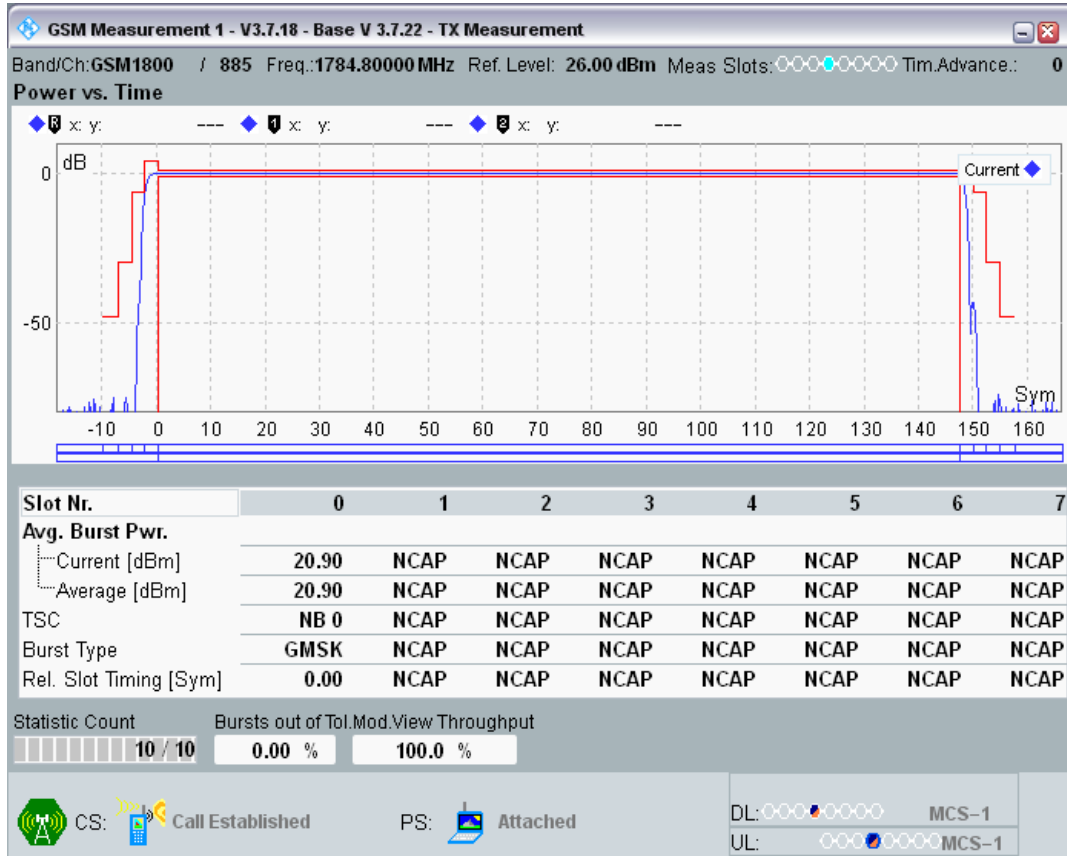 GSM Measurement 1 - V3.7.18 - Base V 3.7.22 - TX Measurement
Band/Ch:GSM1800 / 885 Freq.:1784.80000 MHz Ref. Level: 26.00 dBm Meas Slots: Tim.Advance.: 0
Power vs. Time
R x: y: --- 1 x: y: --- 2 x: y: ---
dB
Current
0
-50
Sym
-10 0 10 20 30 40 50 60 70 80 90 100 110 120 130 140 150 160
Slot Nr. 0 1 2 3 4 5 6 7
Avg. Burst Pwr.
Current [dBm] 20.90 NCAP NCAP NCAP NCAP NCAP NCAP NCAP
Average [dBm] 20.90 NCAP NCAP NCAP NCAP NCAP NCAP NCAP
TSC NB 0 NCAP NCAP NCAP NCAP NCAP NCAP NCAP
Burst Type GMSK NCAP NCAP NCAP NCAP NCAP NCAP NCAP
Rel. Slot Timing [Sym] 0.00 NCAP NCAP NCAP NCAP NCAP NCAP NCAP
Statistic Count Bursts out of Tol. Mod.View Throughput
10 / 10 0.00 % 100.0 %
CS: Call Established PS: Attached DL: MCS-1
UL: MCS-1